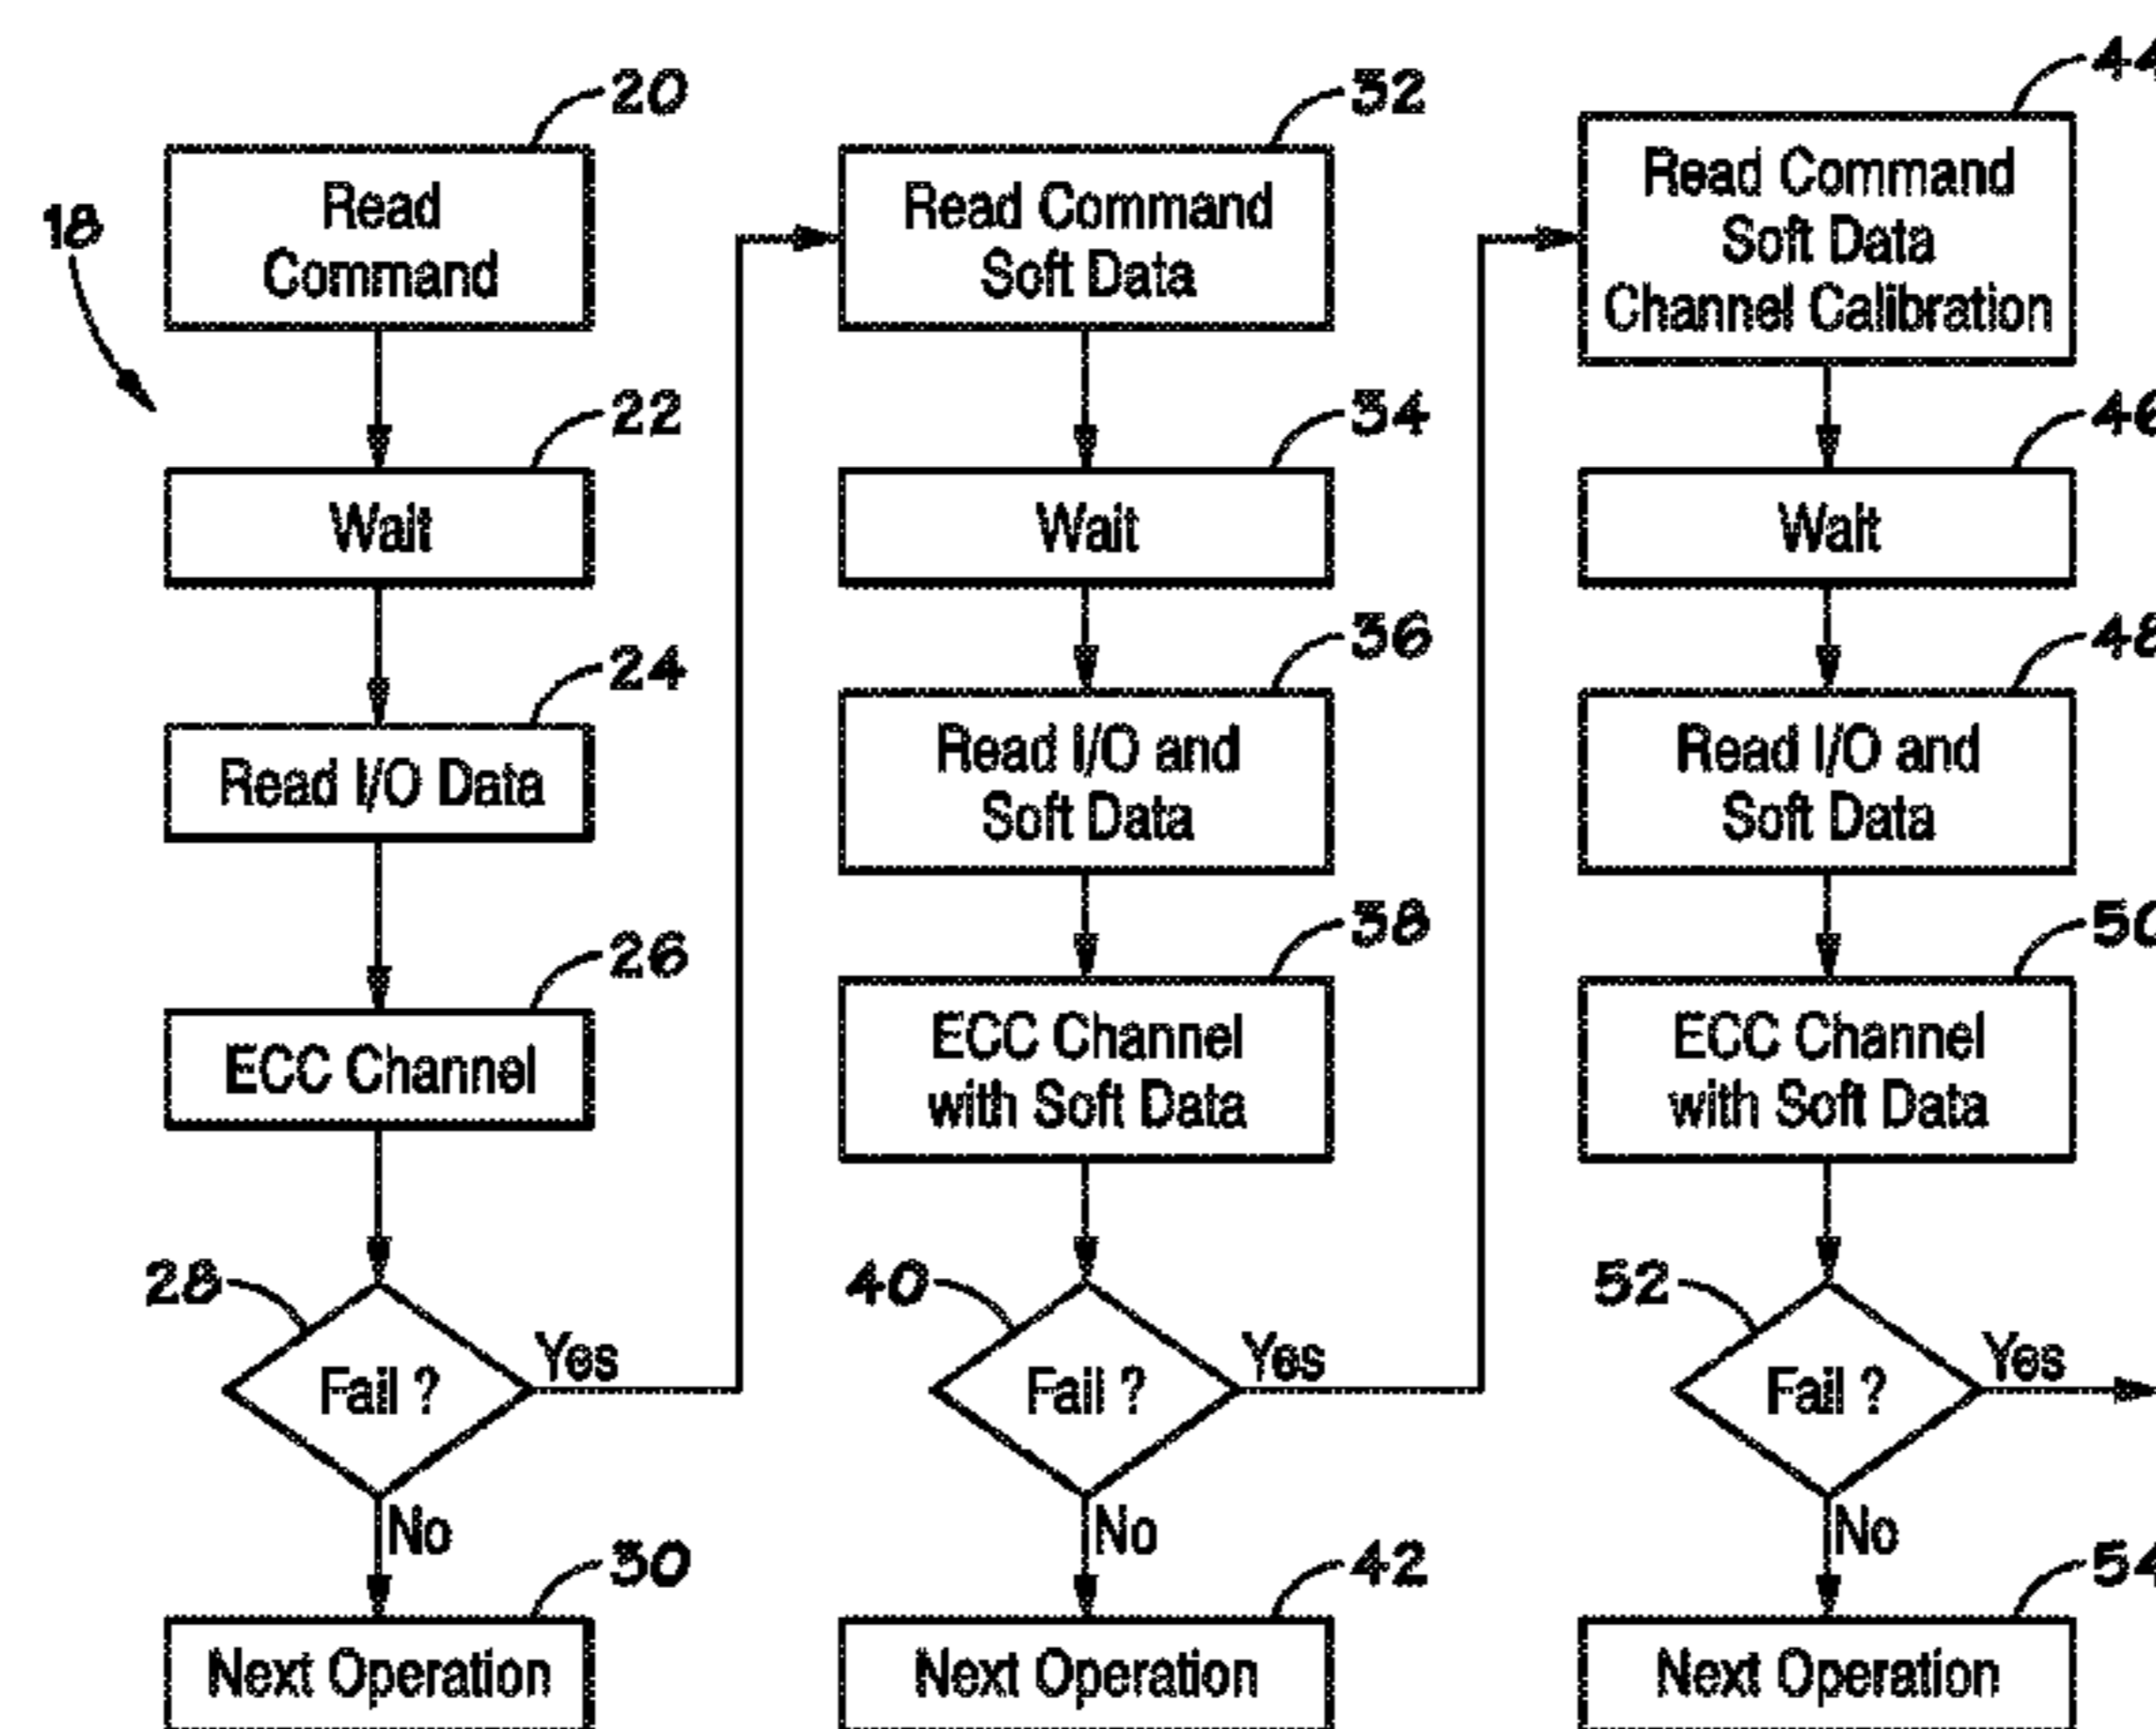 18
20
Read
Command
22
Wait
24
Read I/O Data
26
ECC Channel
28
Fail ?
Yes
No
30
Next Operation
32
Read Command
Soft Data
34
Wait
36
Read I/O and
Soft Data
38
ECC Channel
with Soft Data
40
Fail ?
Yes
No
42
Next Operation
44
Read Command
Soft Data
Channel Calibration
46
Wait
48
Read I/O and
Soft Data
50
ECC Channel
with Soft Data
52
Fail ?
Yes
No
54
Next Operation